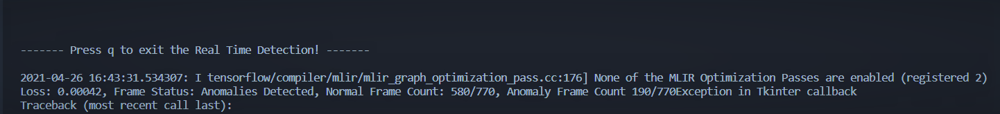 ------- Press q to exit the Real Time Detection! -------
2021-04-26 16:43:31.534307: I tensorflow/compiler/mlir/mlir_graph_optimization_pass.cc:176] None of the MLIR Optimization Passes are enabled (registered 2)
Loss: 0.00042, Frame Status: Anomalies Detected, Normal Frame Count: 580/770, Anomaly Frame Count 190/770Exception in Tkinter callback
Traceback (most recent call last):